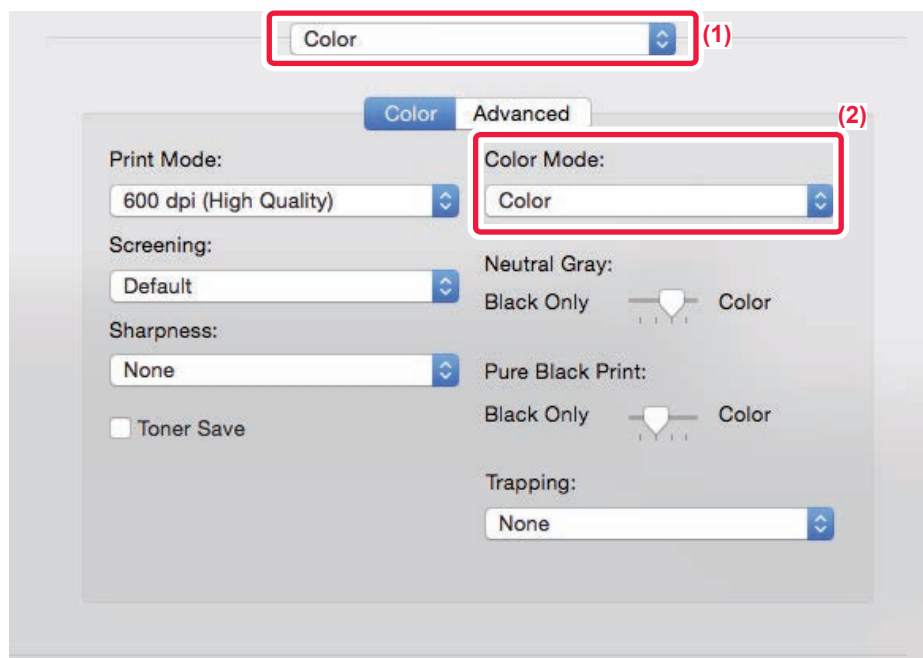 Color
(1)
Color
Advanced
(2)
Print Mode:
600 dpi (High Quality)
Screening:
Default
Sharpness:
None
Toner Save
Color Mode:
Color
Neutral Gray:
Black Only
Color
Pure Black Print:
Black Only
Color
Trapping:
None